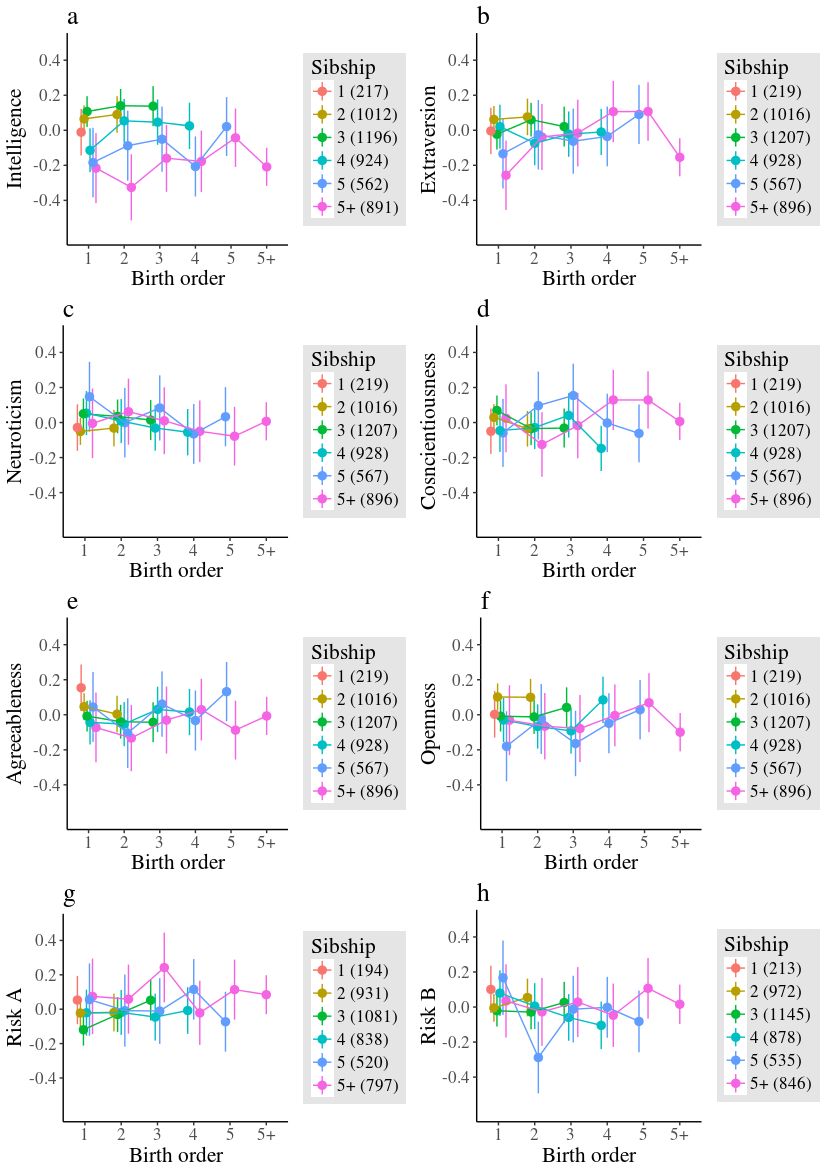 a
Intelligence
0.4
0.2
0.0
-0.2
-0.4
1 2 3 4 5 5+
Birth order
Sibship
1 (217)
2 (1012)
3 (1196)
4 (924)
5 (562)
5+ (891)
b
Extraversion
0.4
0.2
0.0
-0.2
-0.4
1 2 3 4 5 5+
Birth order
Sibship
1 (219)
2 (1016)
3 (1207)
4 (928)
5 (567)
5+ (896)
c
Neuroticism
0.4
0.2
0.0
-0.2
-0.4
1 2 3 4 5 5+
Birth order
Sibship
1 (219)
2 (1016)
3 (1207)
4 (928)
5 (567)
5+ (896)
d
Cosncientiousness
0.4
0.2
0.0
-0.2
-0.4
1 2 3 4 5 5+
Birth order
Sibship
1 (219)
2 (1016)
3 (1207)
4 (928)
5 (567)
5+ (896)
e
Agreeableness
0.4
0.2
0.0
-0.2
-0.4
1 2 3 4 5 5+
Birth order
Sibship
1 (219)
2 (1016)
3 (1207)
4 (928)
5 (567)
5+ (896)
f
Openness
0.4
0.2
0.0
-0.2
-0.4
1 2 3 4 5 5+
Birth order
Sibship
1 (219)
2 (1016)
3 (1207)
4 (928)
5 (567)
5+ (896)
g
Risk A
0.4
0.2
0.0
-0.2
-0.4
1 2 3 4 5 5+
Birth order
Sibship
1 (194)
2 (931)
3 (1081)
4 (838)
5 (520)
5+ (797)
h
Risk B
0.4
0.2
0.0
-0.2
-0.4
1 2 3 4 5 5+
Birth order
Sibship
1 (213)
2 (972)
3 (1145)
4 (878)
5 (535)
5+ (846)